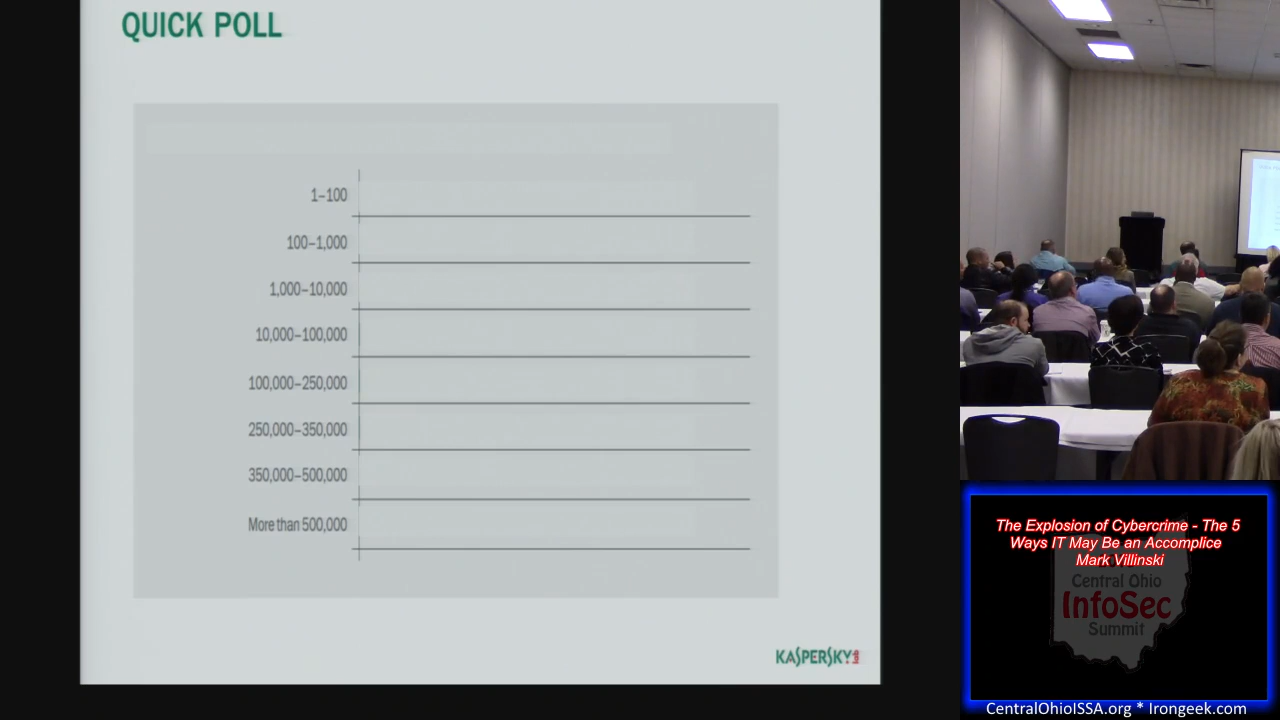 QUICK POLL
1–100
100–1,000
1,000–10,000
10,000–100,000
100,000–250,000
250,000–350,000
350,000–500,000
More than 500,000
KASPERSKY lab
The Explosion of Cybercrime - The 5
Ways IT May Be an Accomplice
Mark Villinski
Central Ohio
InfoSec
Summit
CentralOhioISSA.org * Irongeek.com